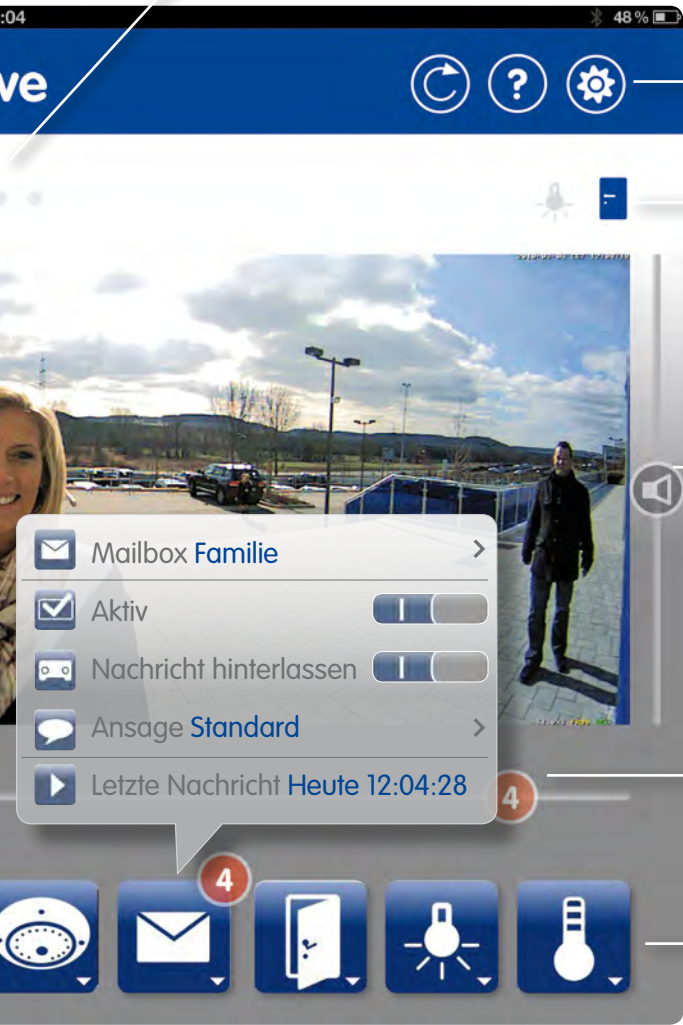 :04
48 %
ve
?
Mailbox Familie
Aktiv
Nachricht hinterlassen
Ansage Standard
Letzte Nachricht Heute 12:04:28
4
4